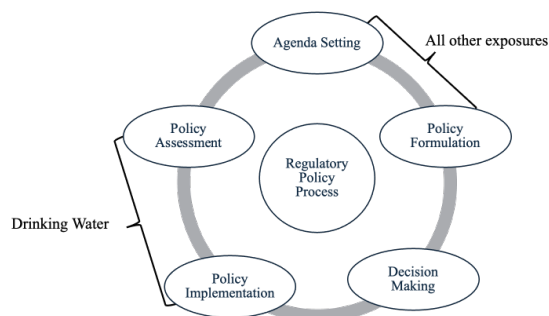 Agenda Setting
All other exposures
Policy
Assessment
Policy
Formulation
Regulatory
Policy
Process
Drinking Water
Policy
Implementation
Decision
Making